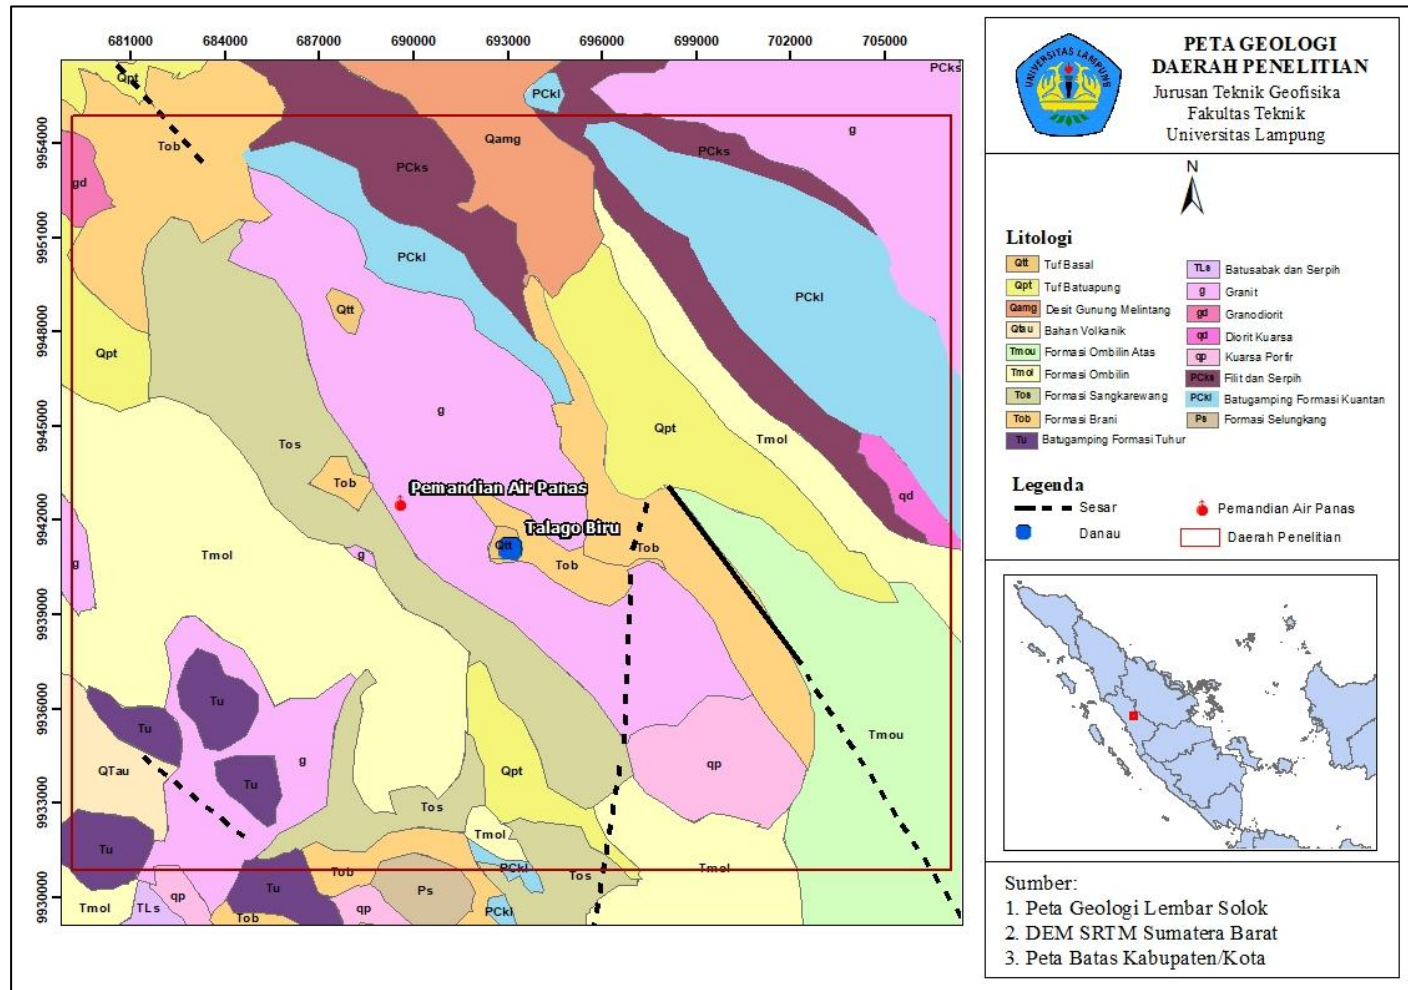 681000 684000 687000 690000 693000 696000 699000 702000 705000
9954000
9951000
9948000
9945000
9942000
9939000
9936000
9933000
9930000
Qpt
PCkl
PCks
Tob
Qamg
g
gd
PCks
PCks
PCkl
PCkl
Qtt
Qpt
g
Qpt
Tmol
Tos
Tob
Pemandian Air Panas
qd
Talago Biru
Qtt
Tob
Tmol
g
g
Tob
Tu
Tu
Tmou
QTau
g
Qpt
qp
Tu
Tos
Tmol
Tu
PCkl
Tmol
Tob
Tos
Tu
Ps
qp
Tmol
TLs
qp
PCkl
Tob
UNIVERSITAS LAMPUNG
PETA GEOLOGI
DAERAH PENELITIAN
Jurusan Teknik Geofisika
Fakultas Teknik
Universitas Lampung
N
Litologi
Qtt Tuf Basal
Qpt Tuf Batuapung
Qamg Desit Gunung Melintang
Qtau Bahan Volkanik
Tmou Formasi Ombilin Atas
Tmol Formasi Ombilin
Tos Formasi Sangkarewang
Tob Formasi Brani
Tu Batugamping Formasi Tuhur
TLs Batusabak dan Serpih
g Granit
gd Granodiorit
qd Diorit Kuarsa
qp Kuarsa Porfir
PCks Filit dan Serpih
PCkl Batugamping Formasi Kuantan
Ps Formasi Selungkang
Legenda
Sesar
Danau
Pemandian Air Panas
Daerah Penelitian
Sumber:
1. Peta Geologi Lembar Solok
2. DEM SRTM Sumatera Barat
3. Peta Batas Kabupaten/Kota